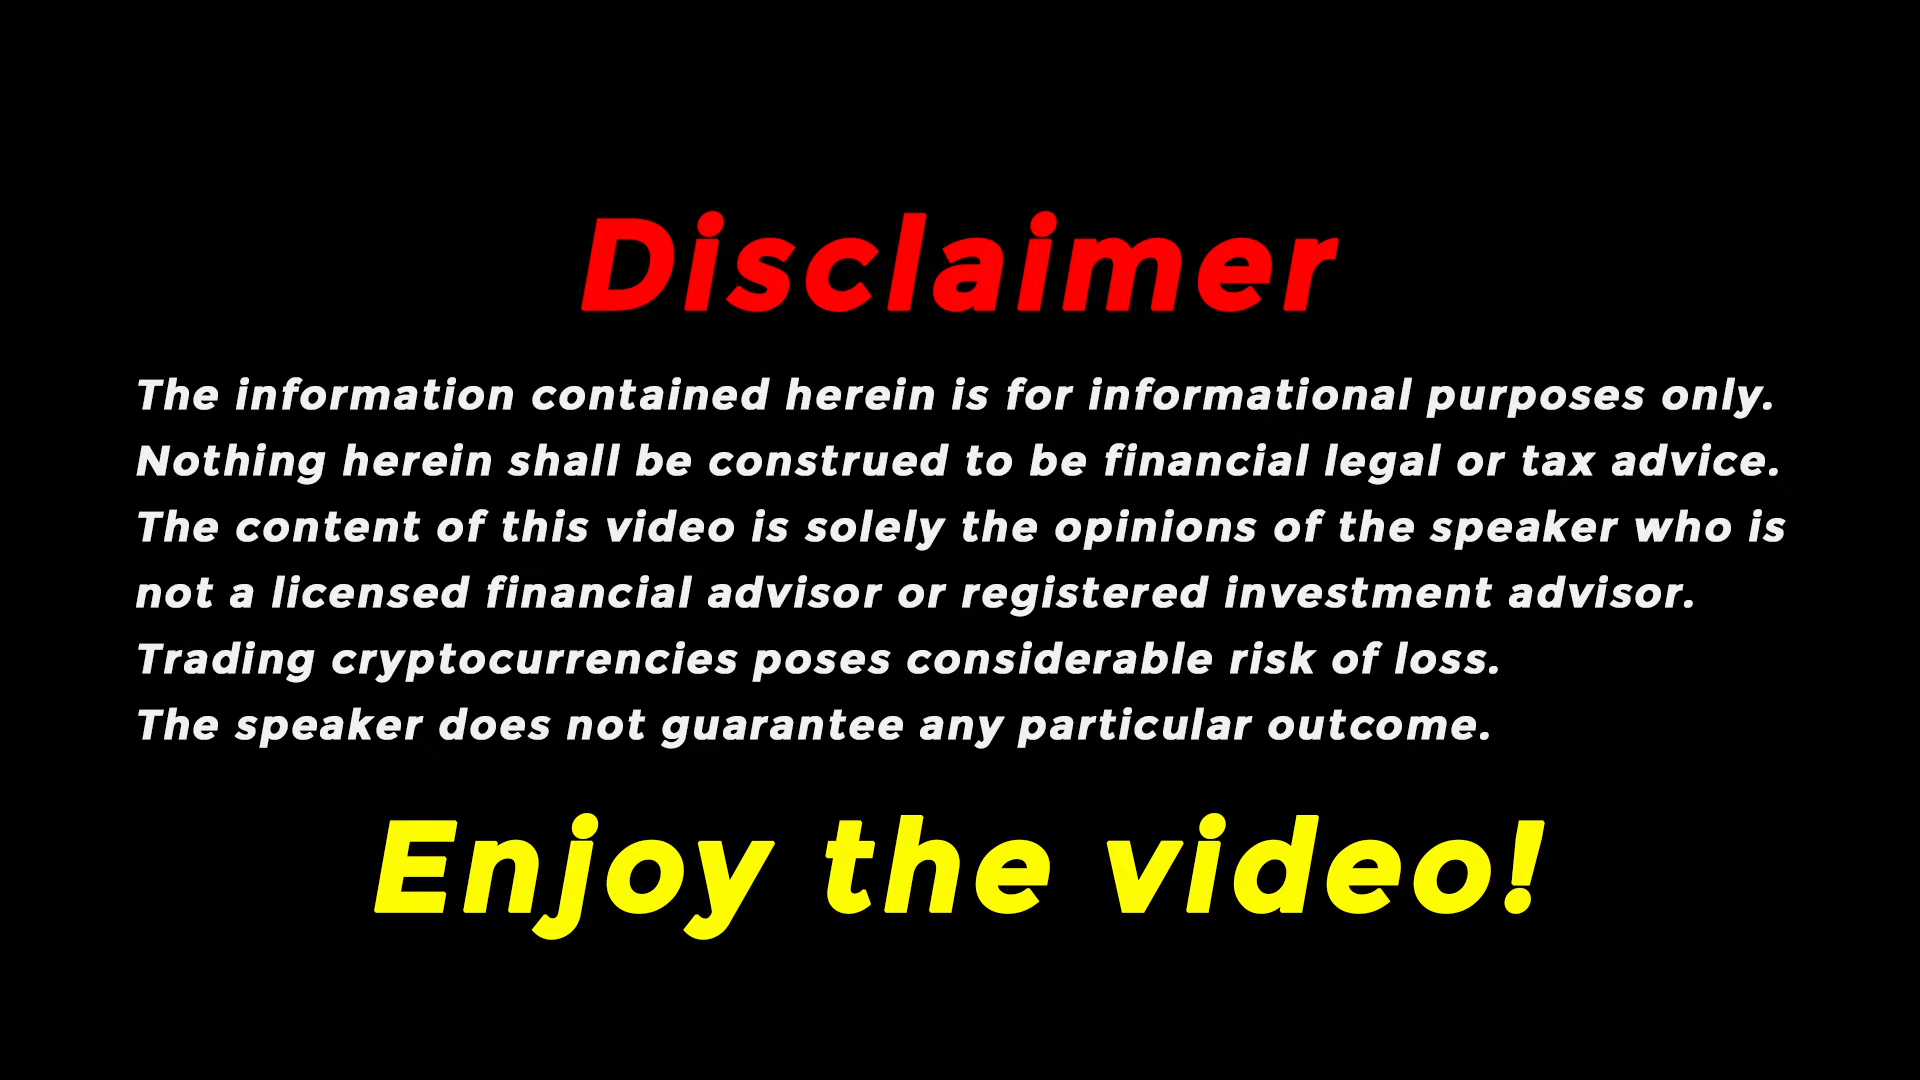 Disclaimer
The information contained herein is for informational purposes only.
Nothing herein shall be construed to be financial legal or tax advice.
The content of this video is solely the opinions of the speaker who is
not a licensed financial advisor or registered investment advisor.
Trading cryptocurrencies poses considerable risk of loss.
The speaker does not guarantee any particular outcome.
Enjoy the video!